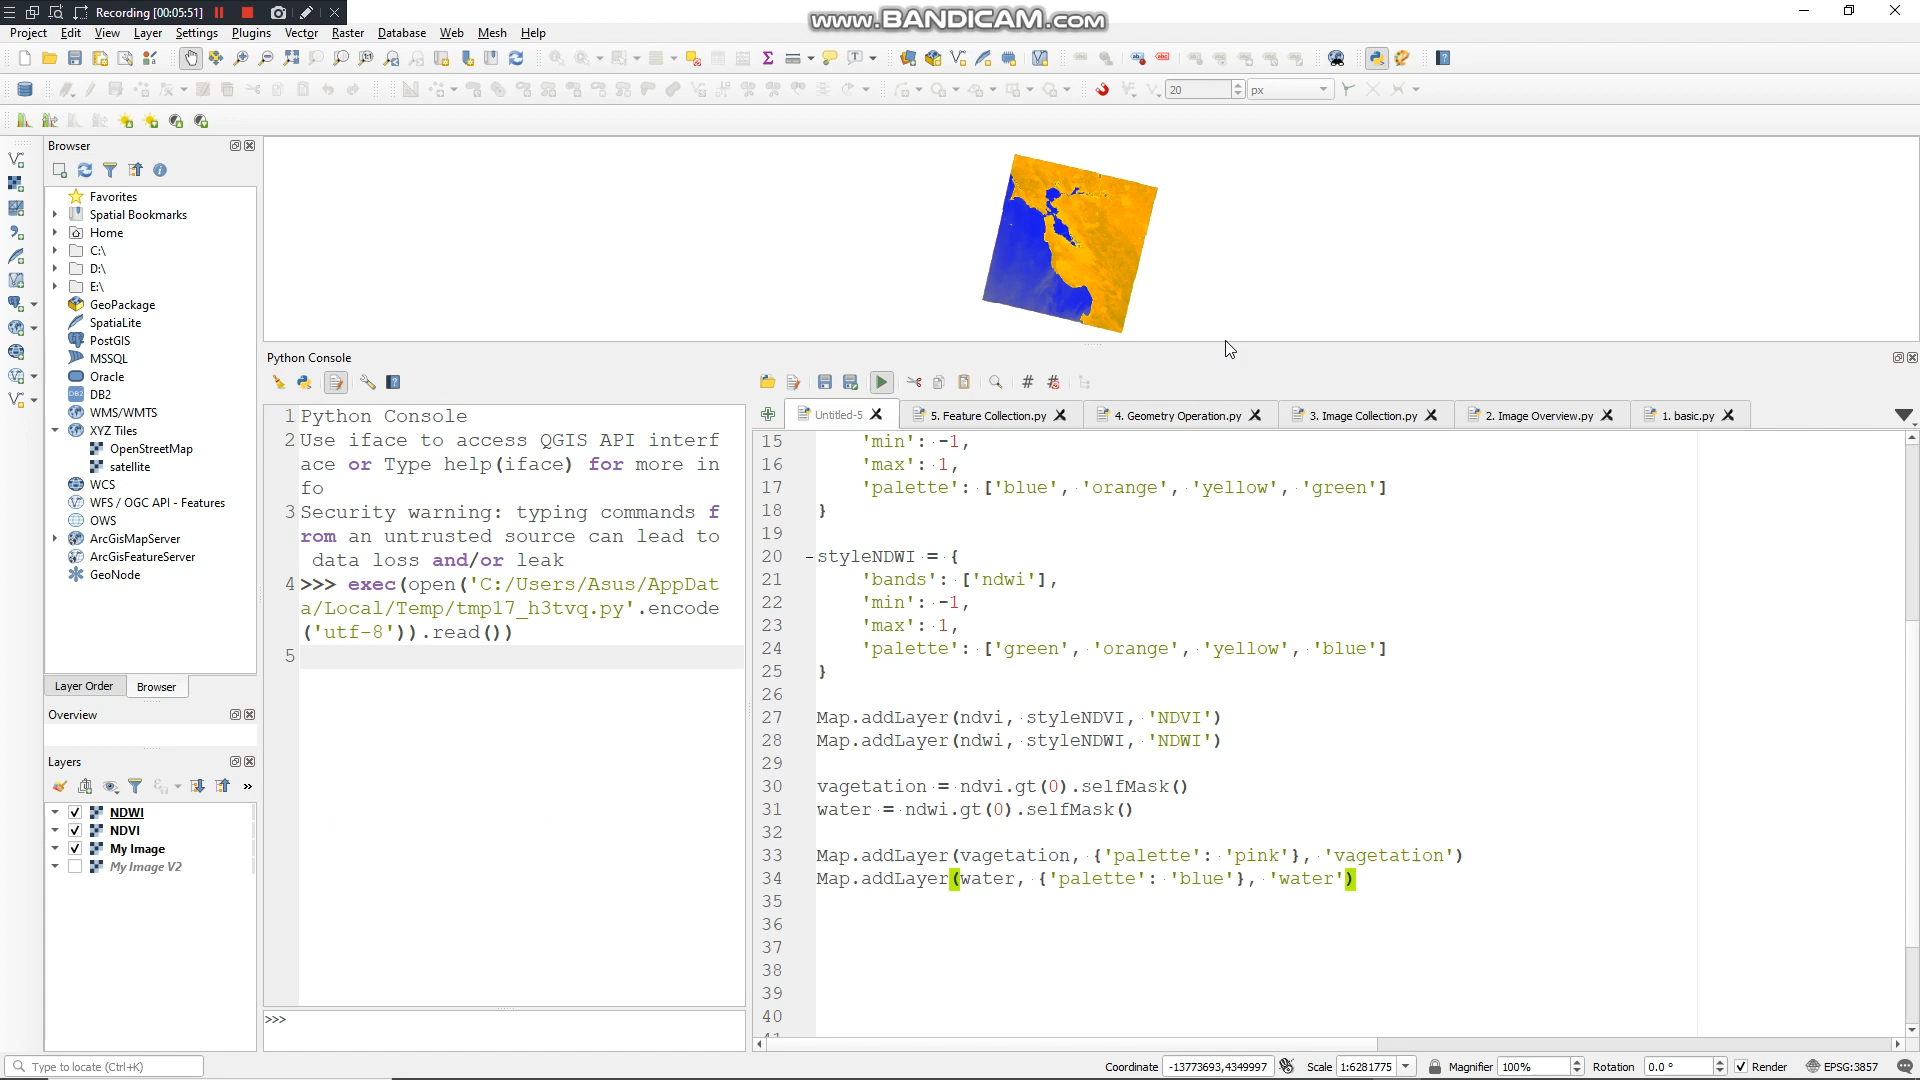 Recording [00:05:51]
www.BANDICAM.com
Project Edit View Layer Settings Plugins Vector Raster Database Web Mesh Help
20 px
Browser
Favorites
Spatial Bookmarks
Home
C:\
D:\
E:\
GeoPackage
SpatiaLite
PostGIS
MSSQL
Oracle
DB2
WMS/WMTS
XYZ Tiles
OpenStreetMap
satellite
WCS
WFS / OGC API - Features
OWS
ArcGisMapServer
ArcGisFeatureServer
GeoNode
Layer Order Browser
Overview
Layers
NDWI
NDVI
My Image
My Image V2
Python Console
1 Python Console
2 Use iface to access QGIS API interf
ace or Type help(iface) for more in
fo
3 Security warning: typing commands f
rom an untrusted source can lead to
data loss and/or leak
4 >>> exec(open('C:/Users/Asus/AppDat
a/Local/Temp/tmp17_h3tvq.py'.encode
('utf-8')).read())
5
>>>
Untitled-5 5. Feature Collection.py 4. Geometry Operation.py 3. Image Collection.py 2. Image Overview.py 1. basic.py
15 'min': -1,
16 'max': 1,
17 'palette': ['blue', 'orange', 'yellow', 'green']
18 }
19
20 styleNDWI = {
21 'bands': ['ndwi'],
22 'min': -1,
23 'max': 1,
24 'palette': ['green', 'orange', 'yellow', 'blue']
25 }
26
27 Map.addLayer(ndvi, styleNDVI, 'NDVI')
28 Map.addLayer(ndwi, styleNDWI, 'NDWI')
29
30 vagetation = ndvi.gt(0).selfMask()
31 water = ndwi.gt(0).selfMask()
32
33 Map.addLayer(vagetation, {'palette': 'pink'}, 'vagetation')
34 Map.addLayer(water, {'palette': 'blue'}, 'water')
35
36
37
38
39
40
Type to locate (Ctrl+K) Coordinate -13773693,4349997 Scale 1:6281775 Magnifier 100% Rotation 0.0 ° Render EPSG:3857